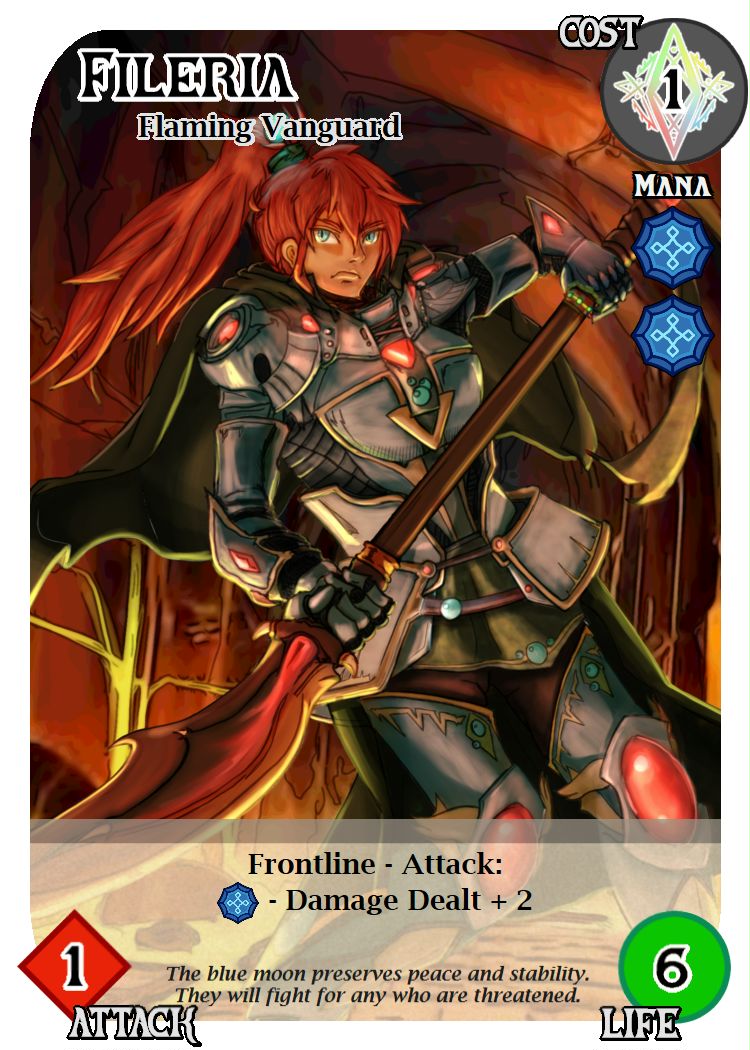 COST
FILERIA
1
Flaming Vanguard
MANA
Frontline - Attack:
- Damage Dealt + 2
1
6
The blue moon preserves peace and stability.
They will fight for any who are threatened.
ATTACK
LIFE